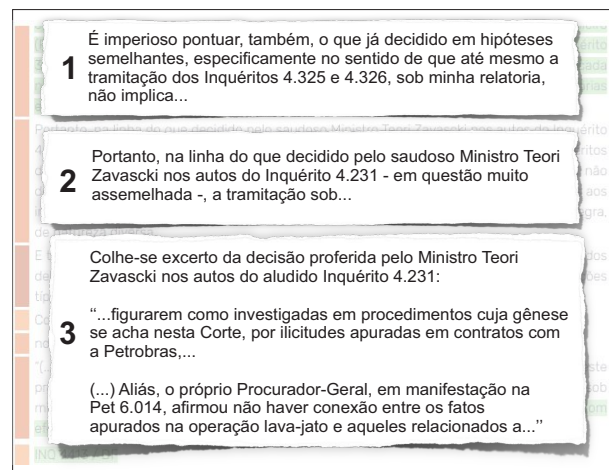 É imperioso pontuar, também, o que já decidido em hipóteses
1
semelhantes, especificamente no sentido de que até mesmo a
tramitação dos Inquéritos 4.325 e 4.326, sob minha relatoria,
não implica...
Portanto, na linha do que decidido pelo saudoso Ministro Teori
2
Zavascki nos autos do Inquérito 4.231 - em questão muito
assemelhada -, a tramitação sob...
Colhe-se excerto da decisão proferida pelo Ministro Teori
Zavascki nos autos do aludido Inquérito 4.231:
“...figurarem como investigadas em procedimentos cuja gênese
3
se acha nesta Corte, por ilicitudes apuradas em contratos com
a Petrobras,...
(...) Aliás, o próprio Procurador-Geral, em manifestação na
Pet 6.014, afirmou não haver conexão entre os fatos
apurados na operação lava-jato e aqueles relacionados a...”